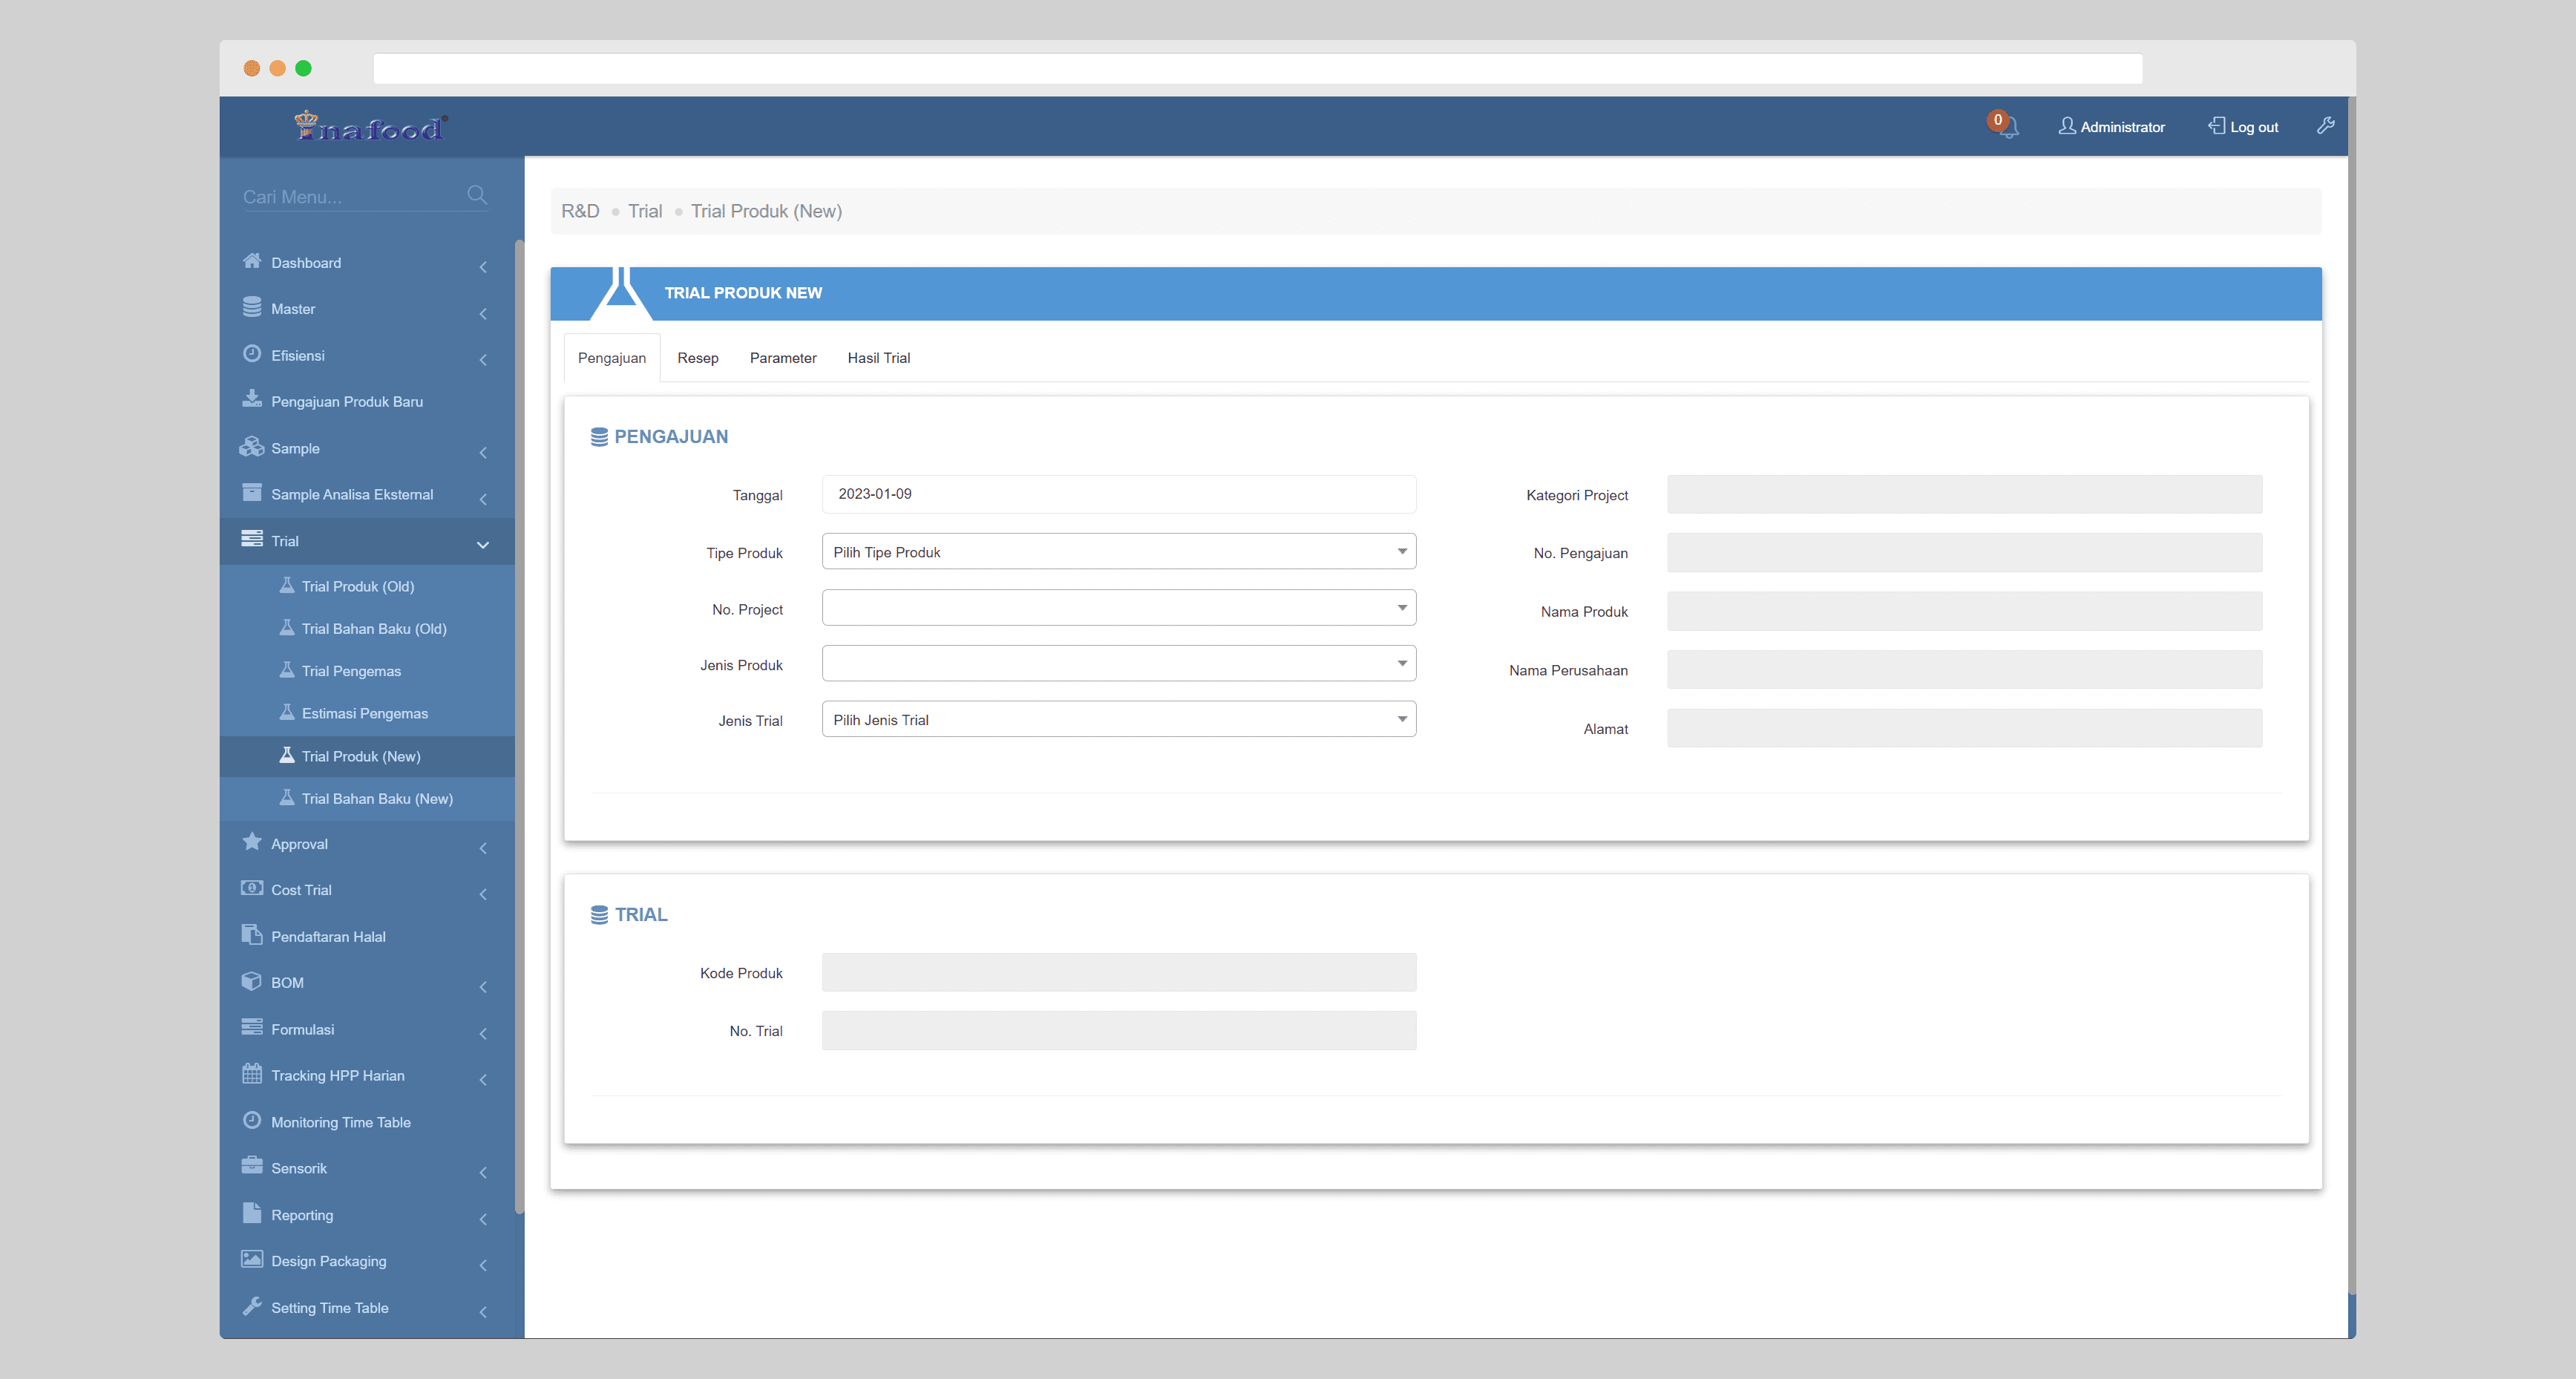 inafood
0
Administrator
Log out
Cari Menu...
Dashboard
Master
Efisiensi
Pengajuan Produk Baru
Sample
Sample Analisa Eksternal
Trial
Trial Produk (Old)
Trial Bahan Baku (Old)
Trial Pengemas
Estimasi Pengemas
Trial Produk (New)
Trial Bahan Baku (New)
Approval
Cost Trial
Pendaftaran Halal
BOM
Formulasi
Tracking HPP Harian
Monitoring Time Table
Sensorik
Reporting
Design Packaging
Setting Time Table
R&D Trial Trial Produk (New)
TRIAL PRODUK NEW
Pengajuan Resep Parameter Hasil Trial
PENGAJUAN
Tanggal 2023-01-09
Tipe Produk Pilih Tipe Produk
No. Project
Jenis Produk
Jenis Trial Pilih Jenis Trial
Kategori Project
No. Pengajuan
Nama Produk
Nama Perusahaan
Alamat
TRIAL
Kode Produk
No. Trial